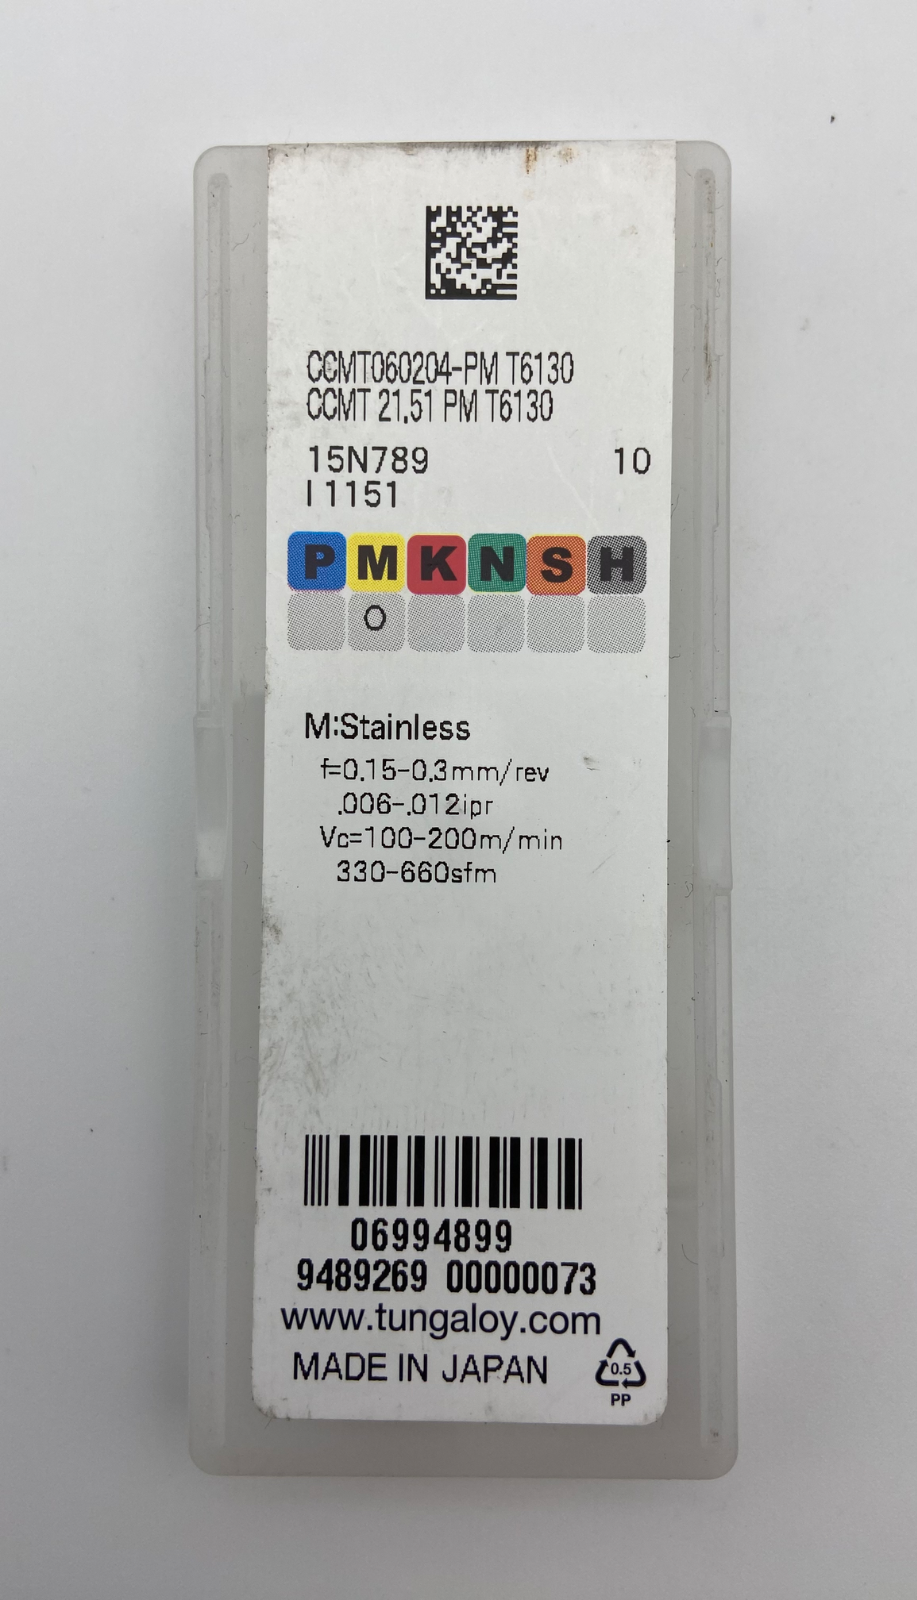 CCMT060204-PM T6130
CCMT 21.51 PM T6130
15N789 10
I1151
P M K N S H
O
M:Stainless
f=0.15-0.3mm/rev
.006-.012ipr
Vc=100-200m/min
330-660sfm
06994899
9489269 00000073
www.tungaloy.com
MADE IN JAPAN
0.5
PP